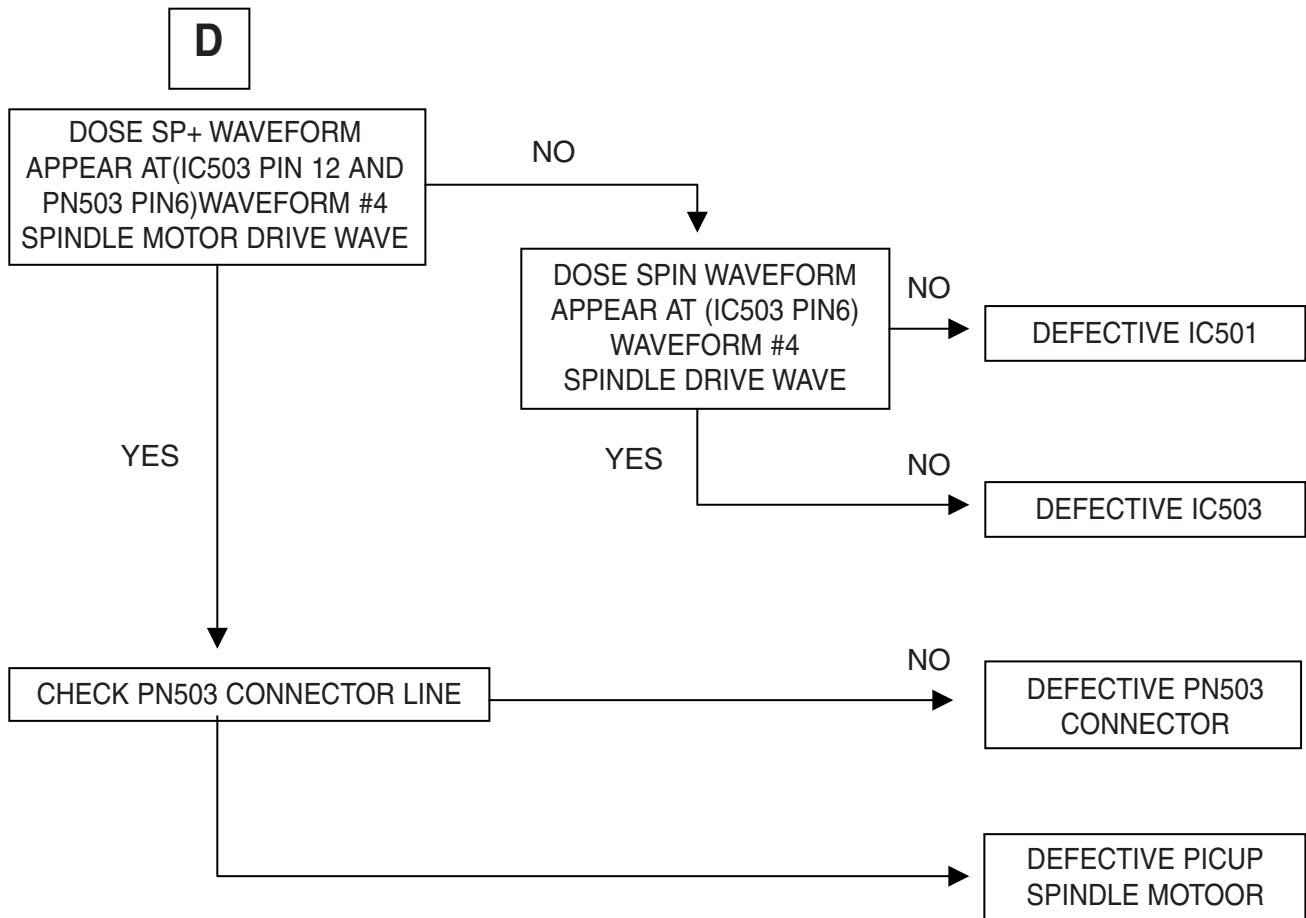 D
DOSE SP+ WAVEFORM
APPEAR AT(IC503 PIN 12 AND
PN503 PIN6)WAVEFORM #4
SPINDLE MOTOR DRIVE WAVE
NO
DOSE SPIN WAVEFORM
APPEAR AT (IC503 PIN6)
WAVEFORM #4
SPINDLE DRIVE WAVE
NO
DEFECTIVE IC501
YES
YES
NO
DEFECTIVE IC503
CHECK PN503 CONNECTOR LINE
NO
DEFECTIVE PN503
CONNECTOR
DEFECTIVE PICUP
SPINDLE MOTOOR